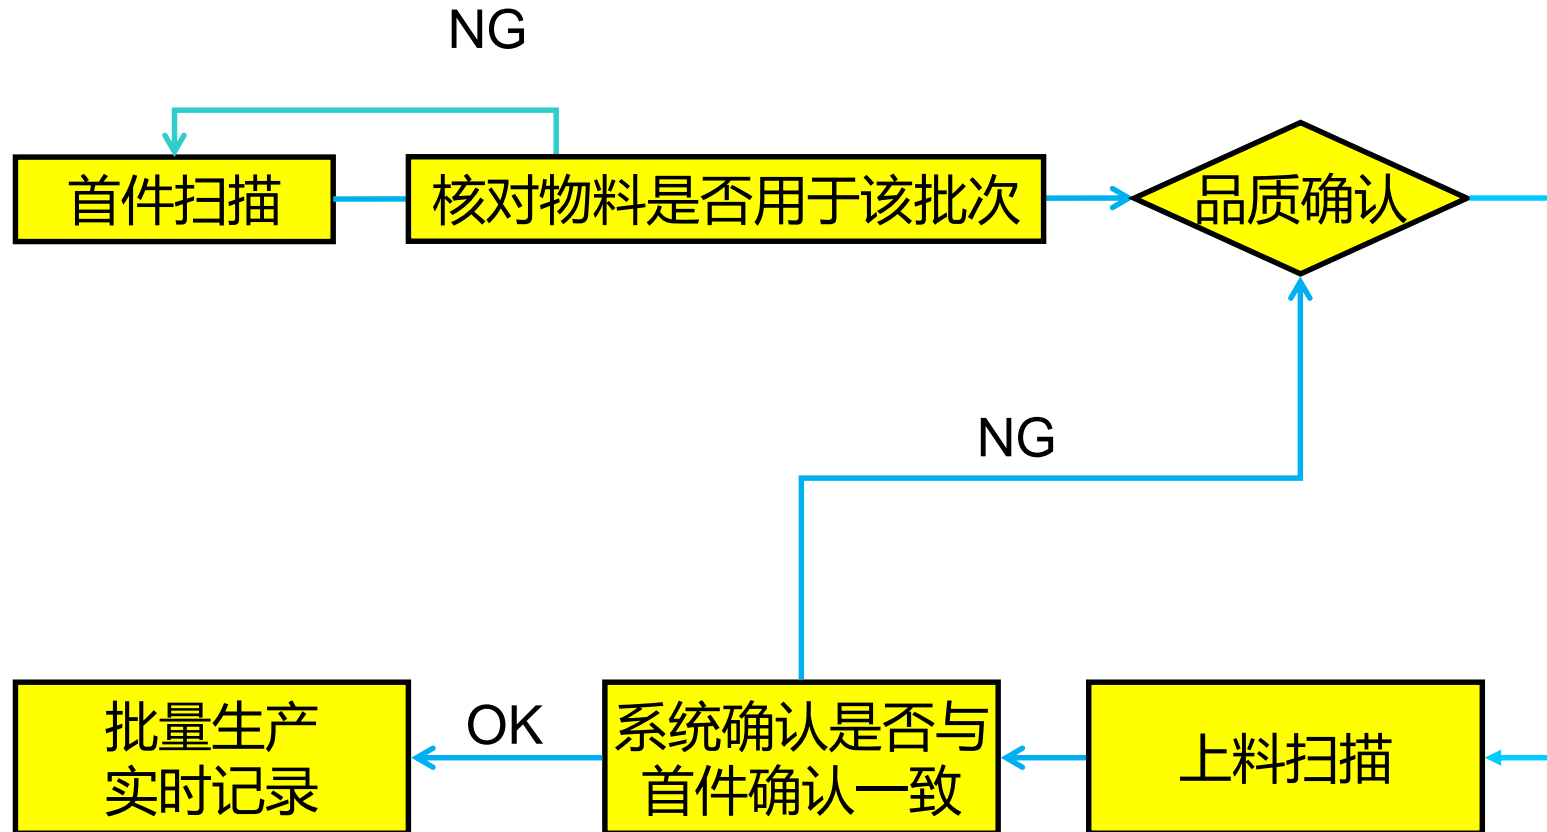 NG
首件扫描
核对物料是否用于该批次
品质确认
NG
批量生产
实时记录
OK
系统确认是否与
首件确认一致
上料扫描